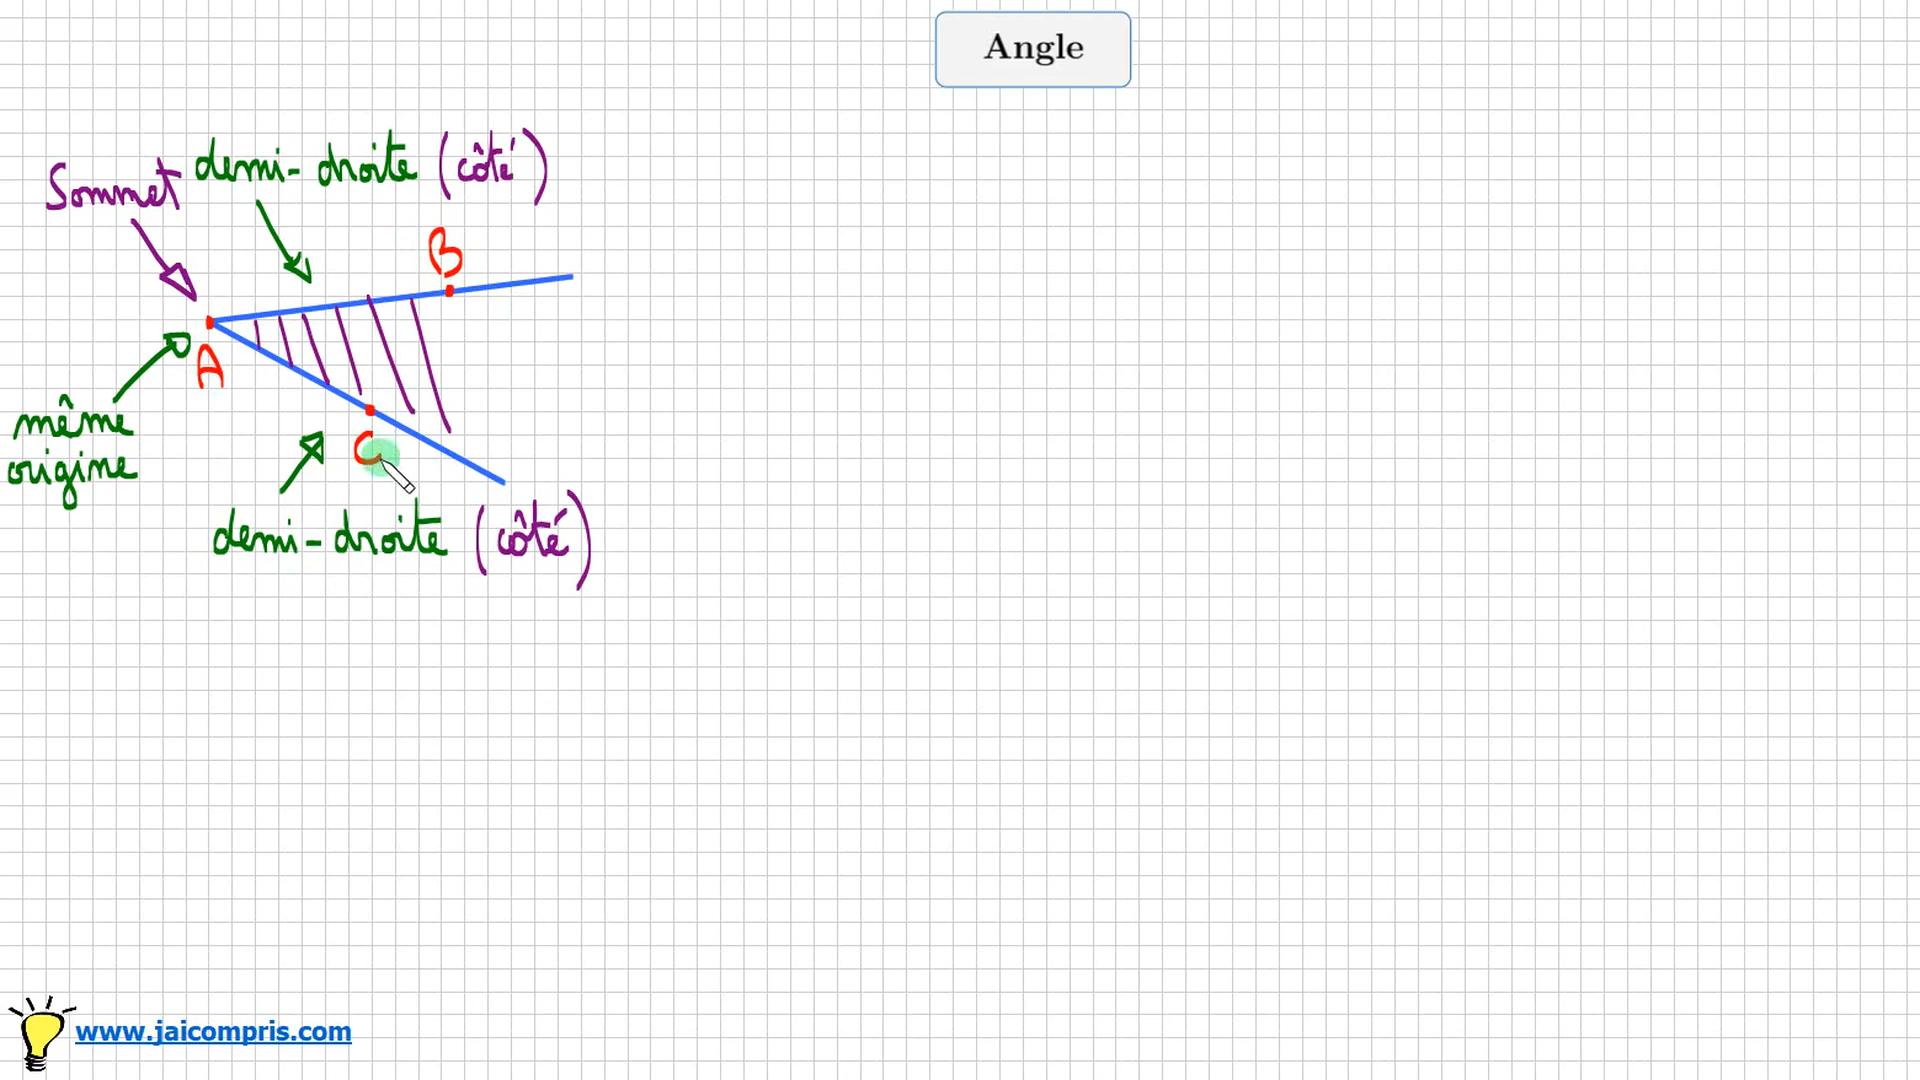 Angle
Sommet demi-droite (côté)
B
A
même
origine
C
demi-droite (côté)
www.jaicompris.com